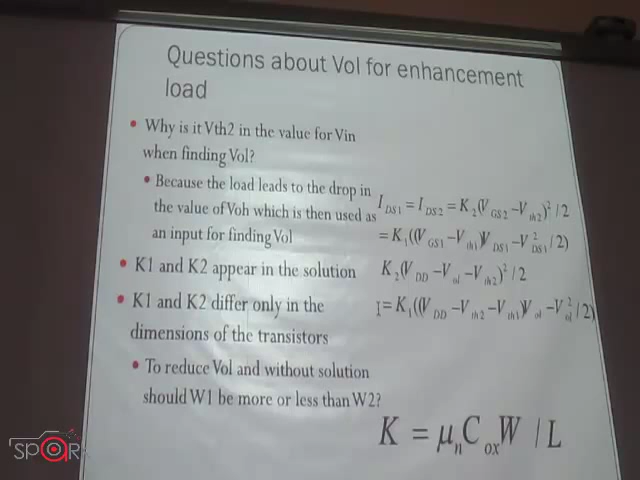 Questions about Vol for enhancement
load
• Why is it Vth2 in the value for Vin
when finding Vol?
• Because the load leads to the drop in
the value of Voh which is then used as
an input for finding Vol
• K1 and K2 appear in the solution
• K1 and K2 differ only in the
dimensions of the transistors
• To reduce Vol and without solution
should W1 be more or less than W2?
I_DS1 = I_DS2 = K_2(V_GS2 – V_th2)^2 / 2
= K_1((V_GS1 – V_th1)V_DS1 – V_DS1^2 / 2)
K_2(V_DD – V_ol – V_th2)^2 / 2
= K_1((V_DD – V_th2 – V_th1)V_ol – V_ol^2 / 2)
K = μ_n C_ox W / L
SPARK